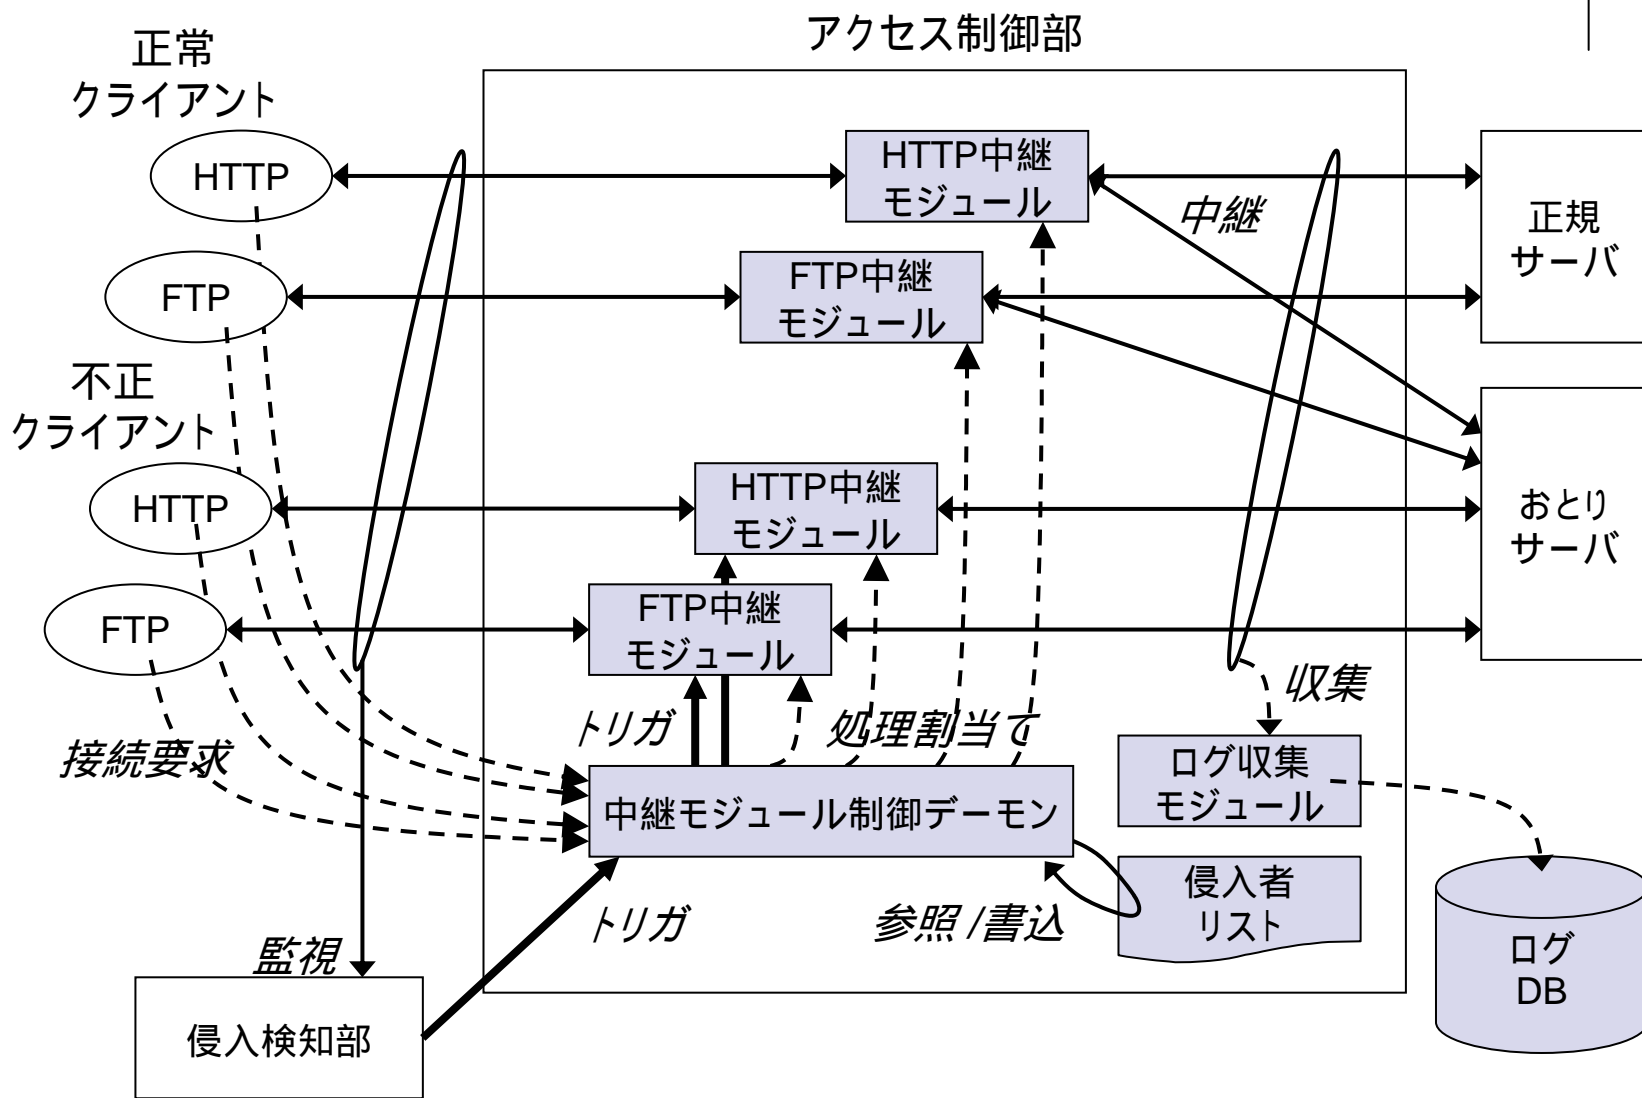 アクセス制御部
正常
クライアント
HTTP
HTTP中継
モジュール
中継
正規
サーバ
FTP
FTP中継
モジュール
不正
クライアント
HTTP
HTTP中継
モジュール
おとり
サーバ
FTP
FTP中継
モジュール
収集
トリガ
処理割当て
接続要求
ログ収集
モジュール
中継モジュール制御デーモン
侵入者
リスト
トリガ
参照 /書込
監視
ログ
DB
侵入検知部